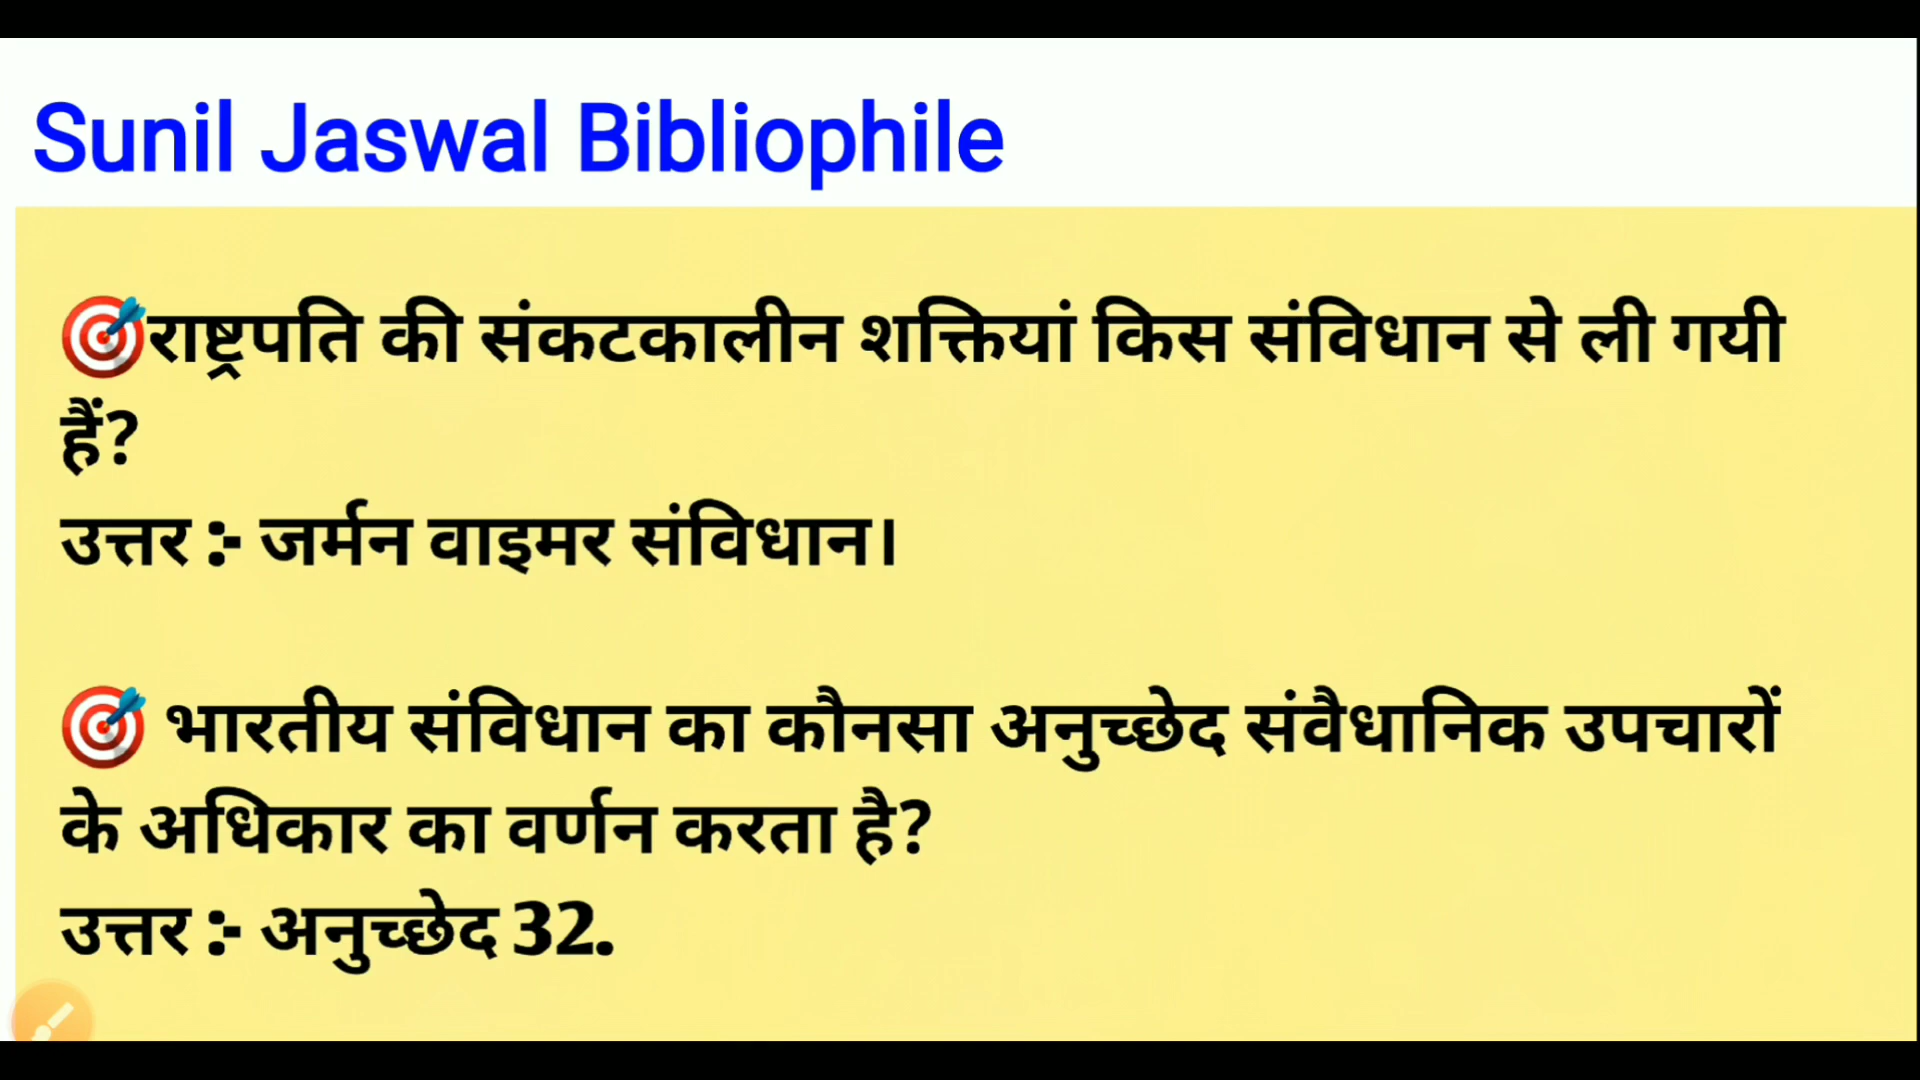 Sunil Jaswal Bibliophile
🎯राष्ट्रपति की संकटकालीन शक्तियां किस संविधान से ली गयी
हैं?
उत्तर :- जर्मन वाइमर संविधान।
🎯 भारतीय संविधान का कौनसा अनुच्छेद संवैधानिक उपचारों
के अधिकार का वर्णन करता है?
उत्तर :- अनुच्छेद 32.